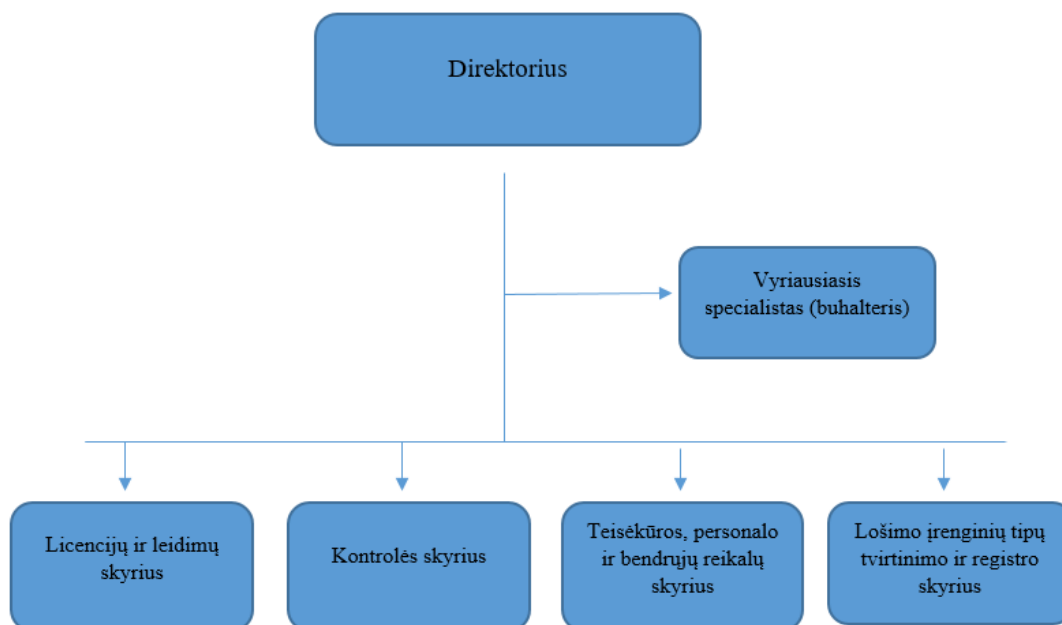 Direktorius
Vyriausiasis
specialistas (buhalteris)
Licencijų ir leidimų
skyrius
Kontrolės skyrius
Teisėkūros, personalo
ir bendrųjų reikalų
skyrius
Lošimo įrenginių tipų
tvirtinimo ir registro
skyrius